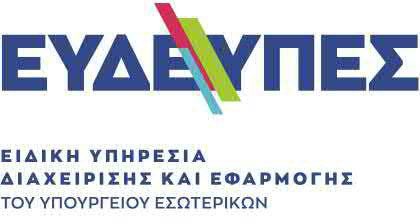 ΕΥΔΕΥΠΕΣ
ΕΙΔΙΚΗ ΥΠΗΡΕΣΙΑ
ΔΙΑΧΕΙΡΙΣΗΣ ΚΑΙ ΕΦΑΡΜΟΓΗΣ
ΤΟΥ ΥΠΟΥΡΓΕΙΟΥ ΕΣΩΤΕΡΙΚΩΝ